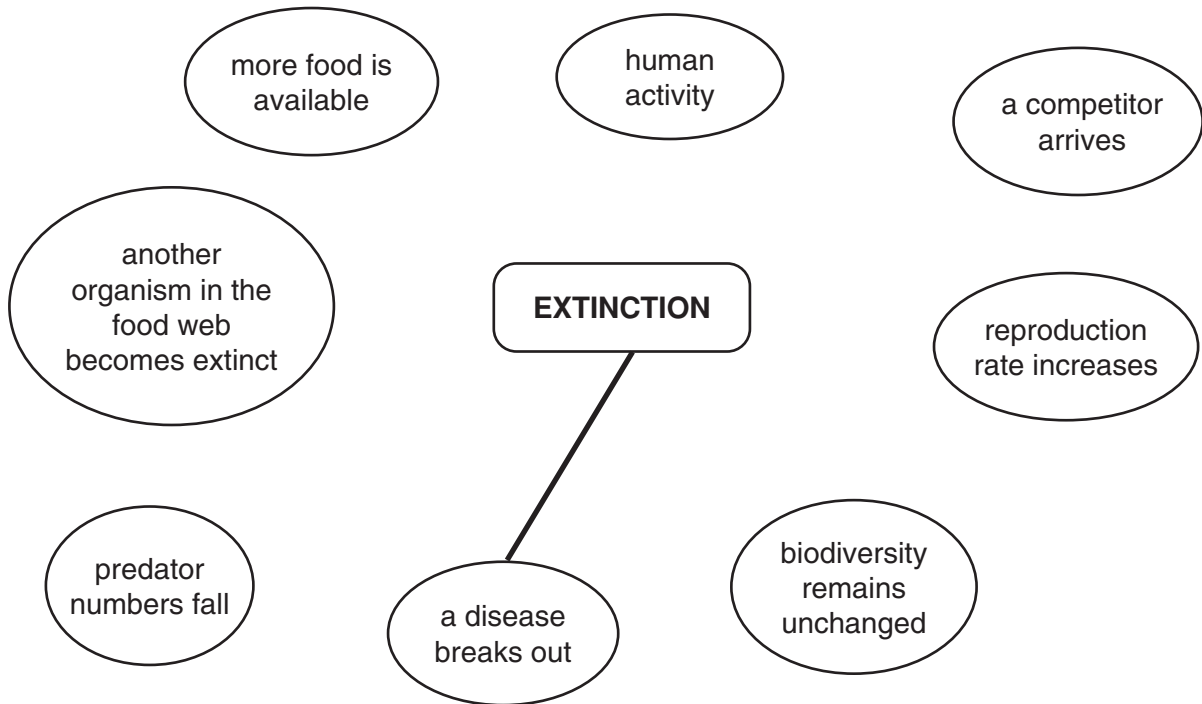 more food is
available
human
activity
a competitor
arrives
another
organism in the
food web
becomes extinct
EXTINCTION
reproduction
rate increases
predator
numbers fall
a disease
breaks out
biodiversity
remains
unchanged